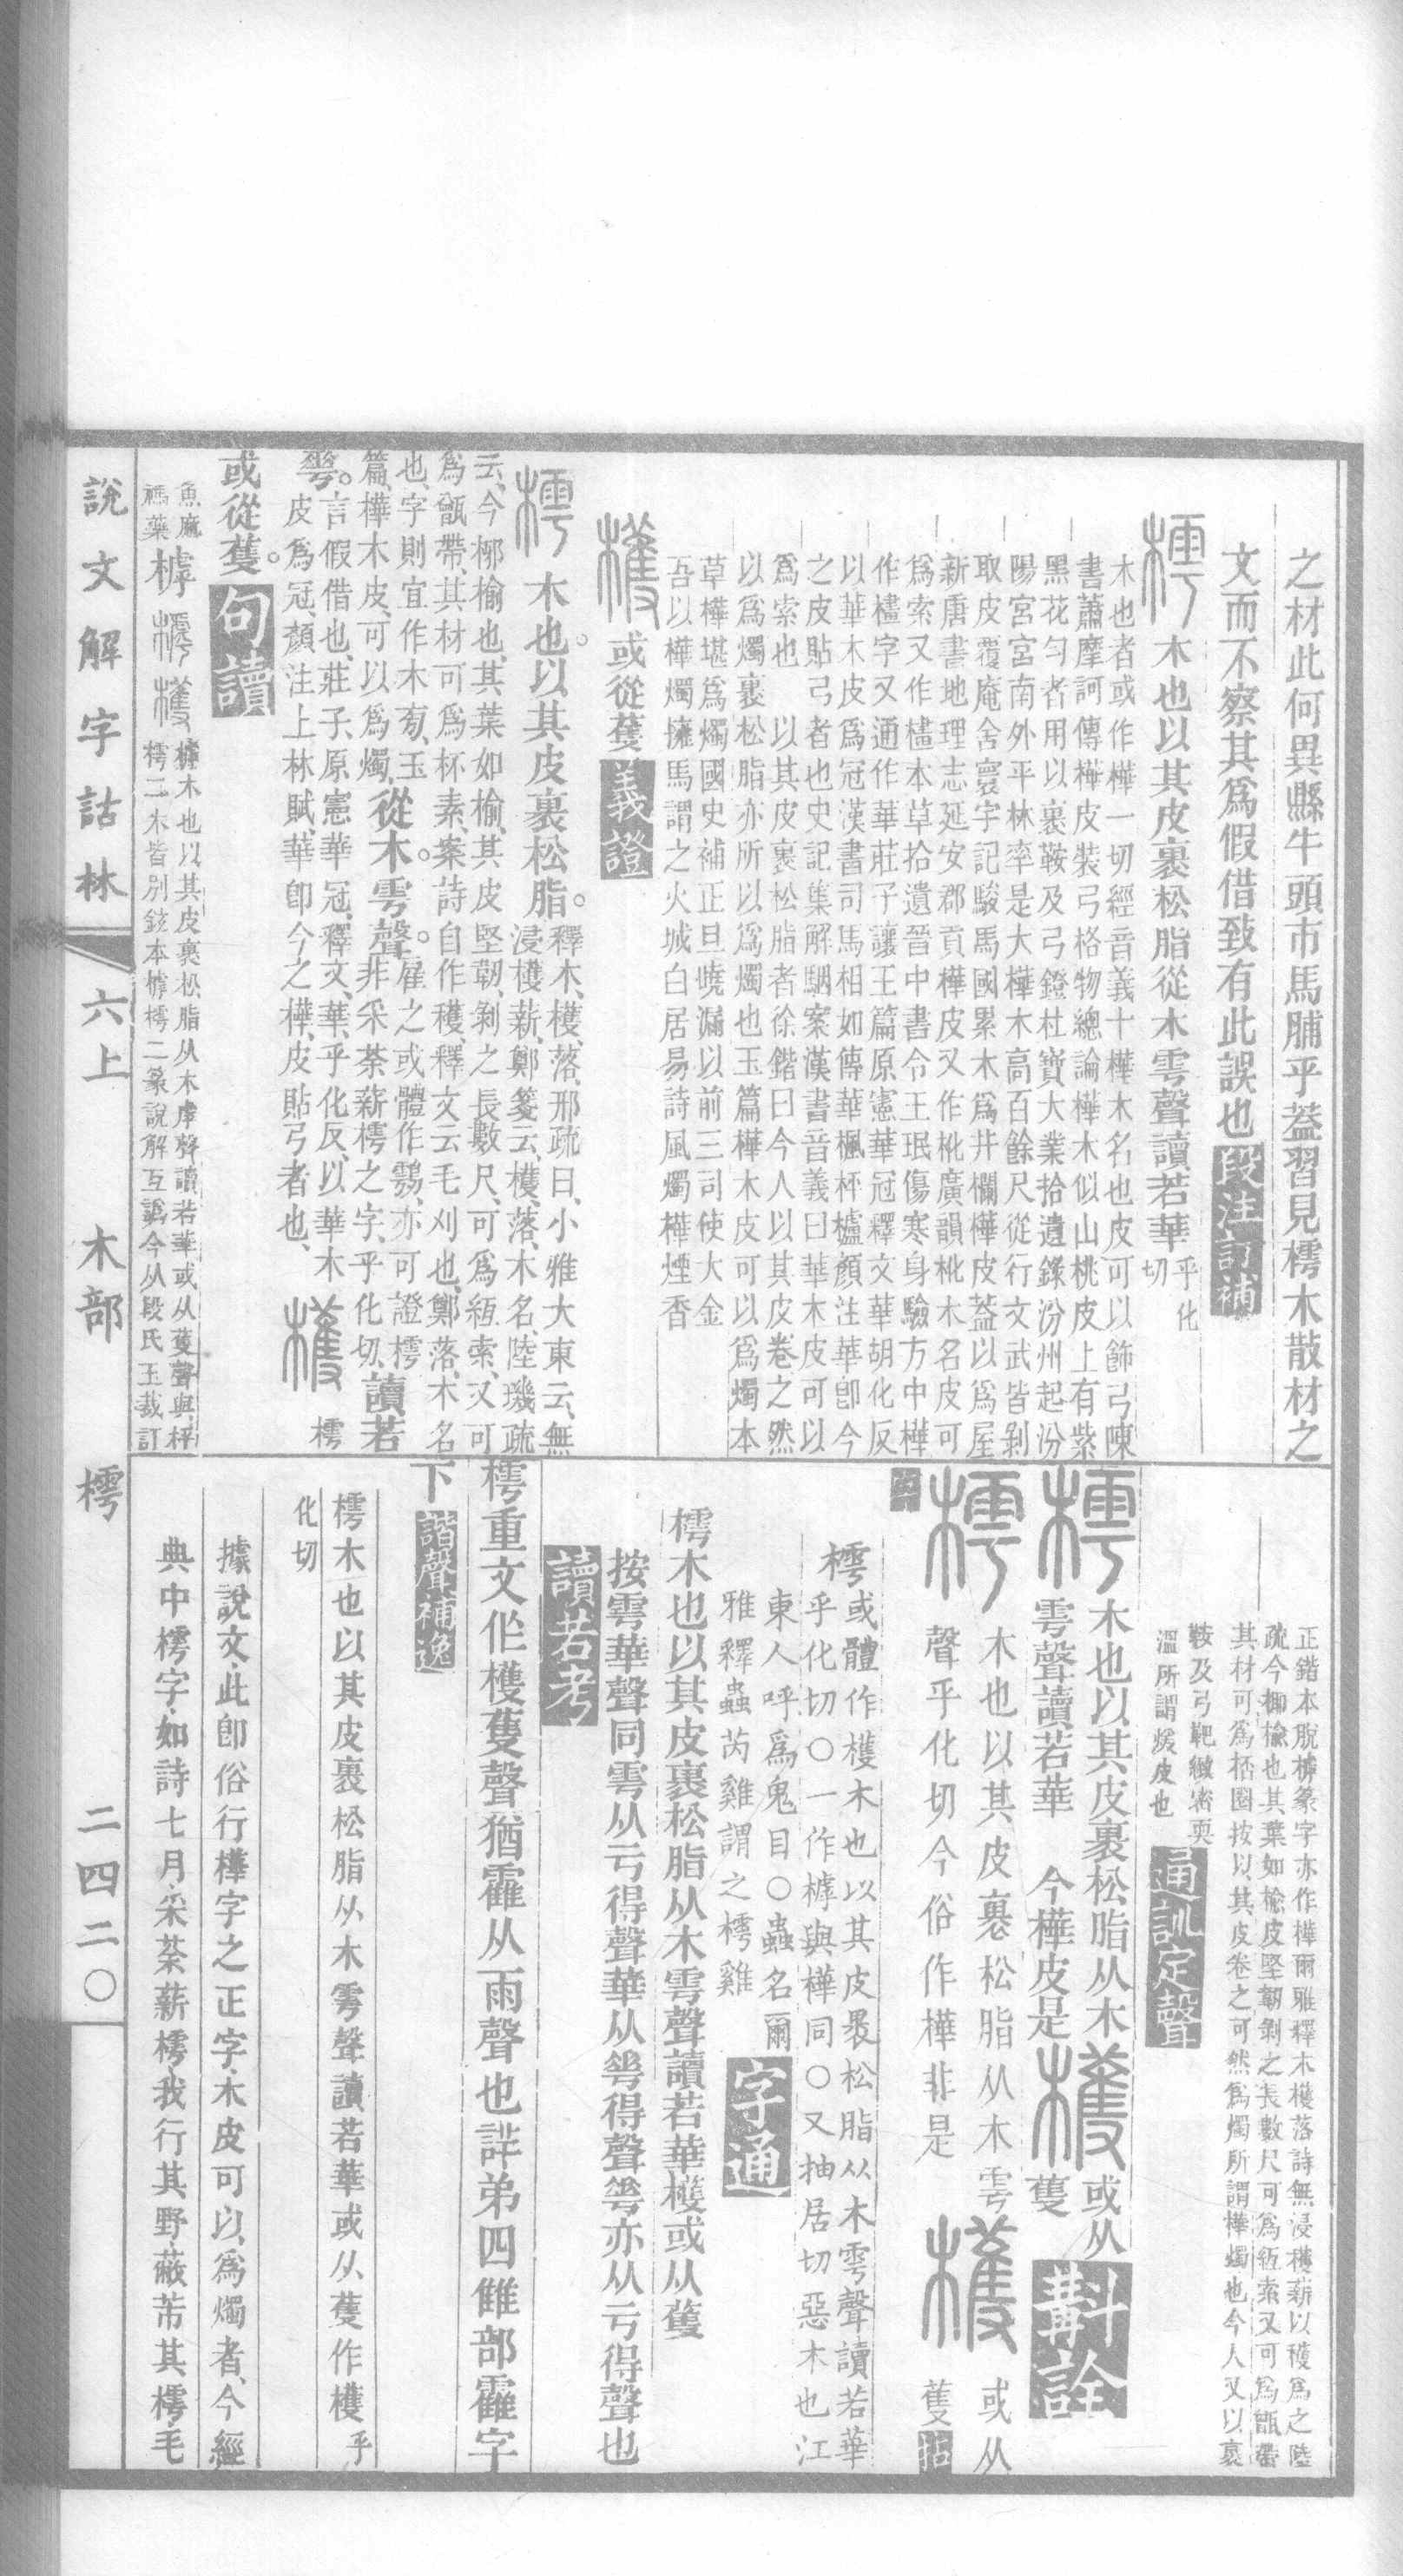 之材此何異縣牛頭市馬脯乎葢習見樗木散材之
文而不察其爲假借致有此誤也 段注訂補
樗 木也以其皮裹松脂從木雩聲讀若華 乎化切
木也者或作樺一切經音義十樺木名也皮可以飾弓陳
書蕭摩訶傳樺皮裝弓格物總論樺木似山桃皮上有紫
黑花勻者用以裹鞍及弓鐙杜寶大業拾遺錄汾州起汾
陽宮宮南外平林率是大樺木高百餘尺從行文武皆剝
取皮覆庵舍寰宇記駿馬國累木爲井欄樺皮葢以爲屋
新唐書地理志延安郡貢樺皮又作枇廣韻枇木名皮可
爲索又作橣本草拾遺晉中書令王珉傷寒身驗方中樺
作橣字又通作華莊子讓王篇原憲華冠釋文華胡化反
以華木皮爲冠漢書司馬相如傳華楓枰櫨顏注華卽今
之皮貼弓者也史記集解駰案漢書音義曰華木皮可以
爲索也 以其皮裹松脂者徐鍇曰今人以其皮卷之然
以爲燭裹松脂亦所以爲燭也玉篇樺木皮可以爲燭本
草樺堪爲燭國史補正旦曉漏以前三司使大金
吾以樺燭擁馬謂之火城白居易詩風燭樺煙香
檴 或從蒦 義證
樗 木也。以其皮裹松脂。釋木、檴、落、邢疏曰、小雅大東云、無
浸檴薪、鄭箋云、檴、落、木名、陸璣疏
云、今椰榆也、其葉如榆、其皮堅韌、剝之長數尺、可爲絙索、又可
爲甑帶、其材可爲杯素、案詩自作穫、釋文云毛刈也、鄭落、木名
也、字則宜作木菊、玉
篇、樺木皮、可以爲燭、從木雩聲。雇之或體作鶚、亦可證樗
非采荼薪樗之字、乎化切、讀若
華。言假借也、莊子、原憲華冠、釋文、華、乎化反、以華木
皮爲冠、顏注上林賦、華卽今之樺、皮貼弓者也、 檴 樗
或從蒦。 句讀
魚麻
禡藥 樗 檴 樗木也以其皮裹松脂从木雩聲讀若華或从蒦聲與枰
樗二木皆別鉉本樗樗二篆說解互譌今从段氏玉裁訂
說文解字詁林 六上 木部 樗 二四二〇
正鍇本脫樗篆字亦作樺爾雅釋木檴落詩無浸檴薪以穫爲之陸
疏今椰榆也其葉如榆皮堅韌剝之長數尺可爲絙索又可爲甑帶
其材可爲桮圈按以其皮卷之可然爲燭所謂樺燭也今人又以裹
鞍及弓靶緻密耎
溫所謂煖皮也 通訓定聲
樗 木也以其皮裹松脂从木
雩聲讀若華 今樺皮是 檴 或从
蒦 斠詮
樗 木也以其皮裹松脂从木雩
聲乎化切今俗作樺非是 檴 或从
蒦
樗 或體作檴木也以其皮裹松脂从木雩聲讀若華
乎化切〇一作樗與樺同〇又抽居切惡木也江
東人呼爲鬼目〇蟲名爾
雅釋蟲芮雞謂之樗雞 字通
樗木也以其皮裹松脂从木雩聲讀若華檴或从蒦
按雩華聲同雩从亏得聲華从𠌶得聲𠌶亦从亏得聲也
讀若考
樗重文作檴蒦聲猶靃从雨聲也詳弟四雔部靃字
下 諧聲補逸
樗木也以其皮裹松脂从木雩聲讀若華或从蒦作檴乎
化切
據說文、此卽俗行樺字之正字、木皮可以爲燭者、今經
典中樗字、如詩七月、采荼薪樗、我行其野、蔽芾其樗、毛